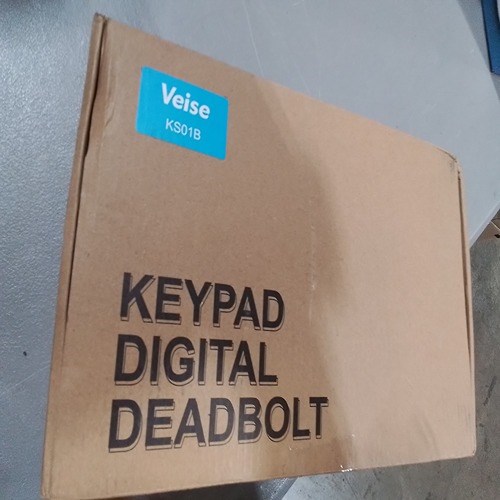 Veise
KS01B
KEYPAD
DIGITAL
DEADBOLT